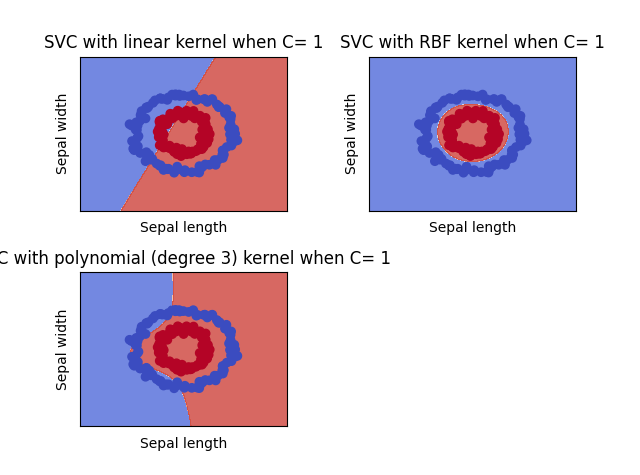 SVC with linear kernel when C= 1
SVC with RBF kernel when C= 1
Sepal width
Sepal width
Sepal length
Sepal length
C with polynomial (degree 3) kernel when C= 1
Sepal width
Sepal length